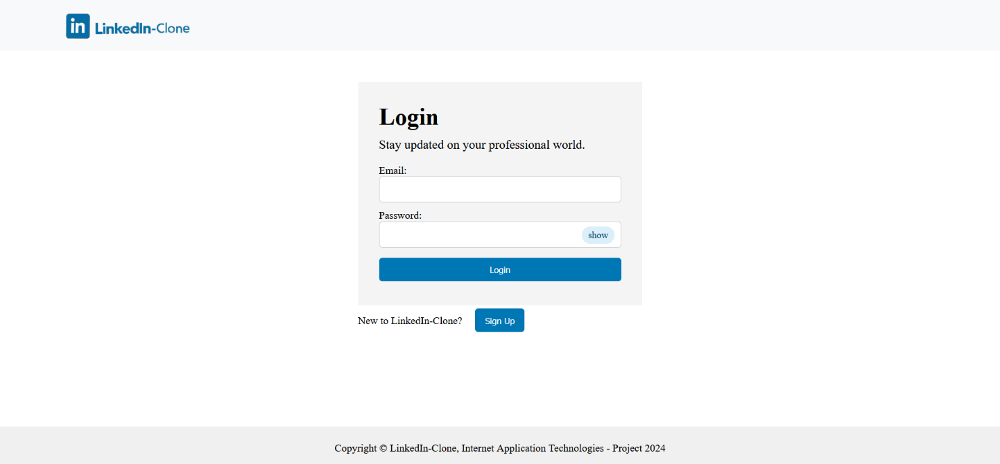 in LinkedIn-Clone
Login
Stay updated on your professional world.
Email:
Password:
show
Login
New to LinkedIn-Clone? Sign Up
Copyright © LinkedIn-Clone, Internet Application Technologies - Project 2024